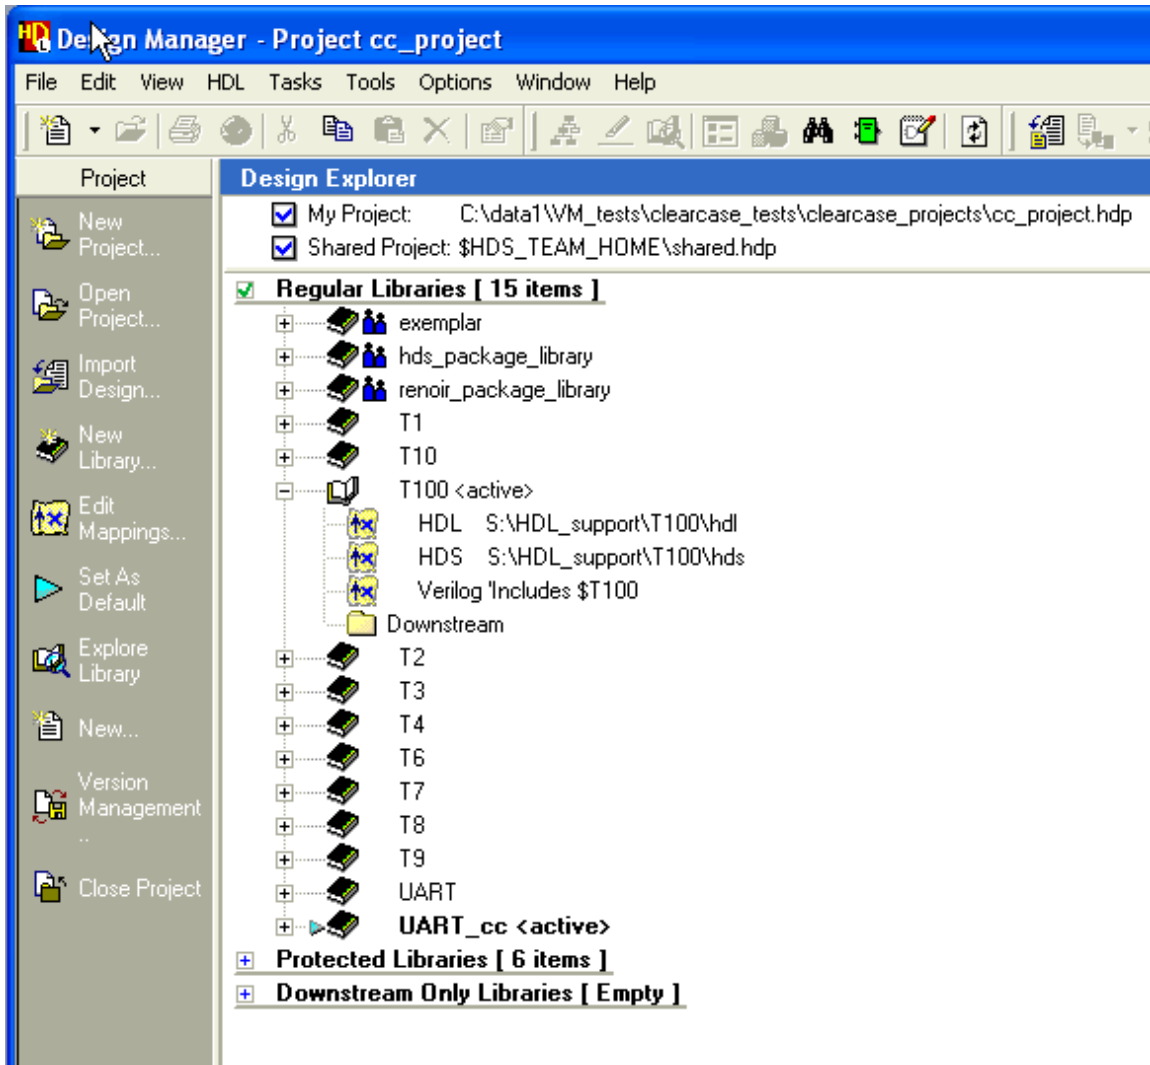 Design Manager - Project cc_project
File Edit View HDL Tasks Tools Options Window Help
Project
New
Project...
Open
Project...
Import
Design...
New
Library...
Edit
Mappings...
Set As
Default
Explore
Library
New...
Version
Management
..
Close Project
Design Explorer
My Project: C:\data1\VM_tests\clearcase_tests\clearcase_projects\cc_project.hdp
Shared Project: $HDS_TEAM_HOME\shared.hdp
Regular Libraries [ 15 items ]
exemplar
hds_package_library
renoir_package_library
T1
T10
T100 <active>
HDL S:\HDL_support\T100\hdl
HDS S:\HDL_support\T100\hds
Verilog 'Includes $T100
Downstream
T2
T3
T4
T6
T7
T8
T9
UART
UART_cc <active>
Protected Libraries [ 6 items ]
Downstream Only Libraries [ Empty ]